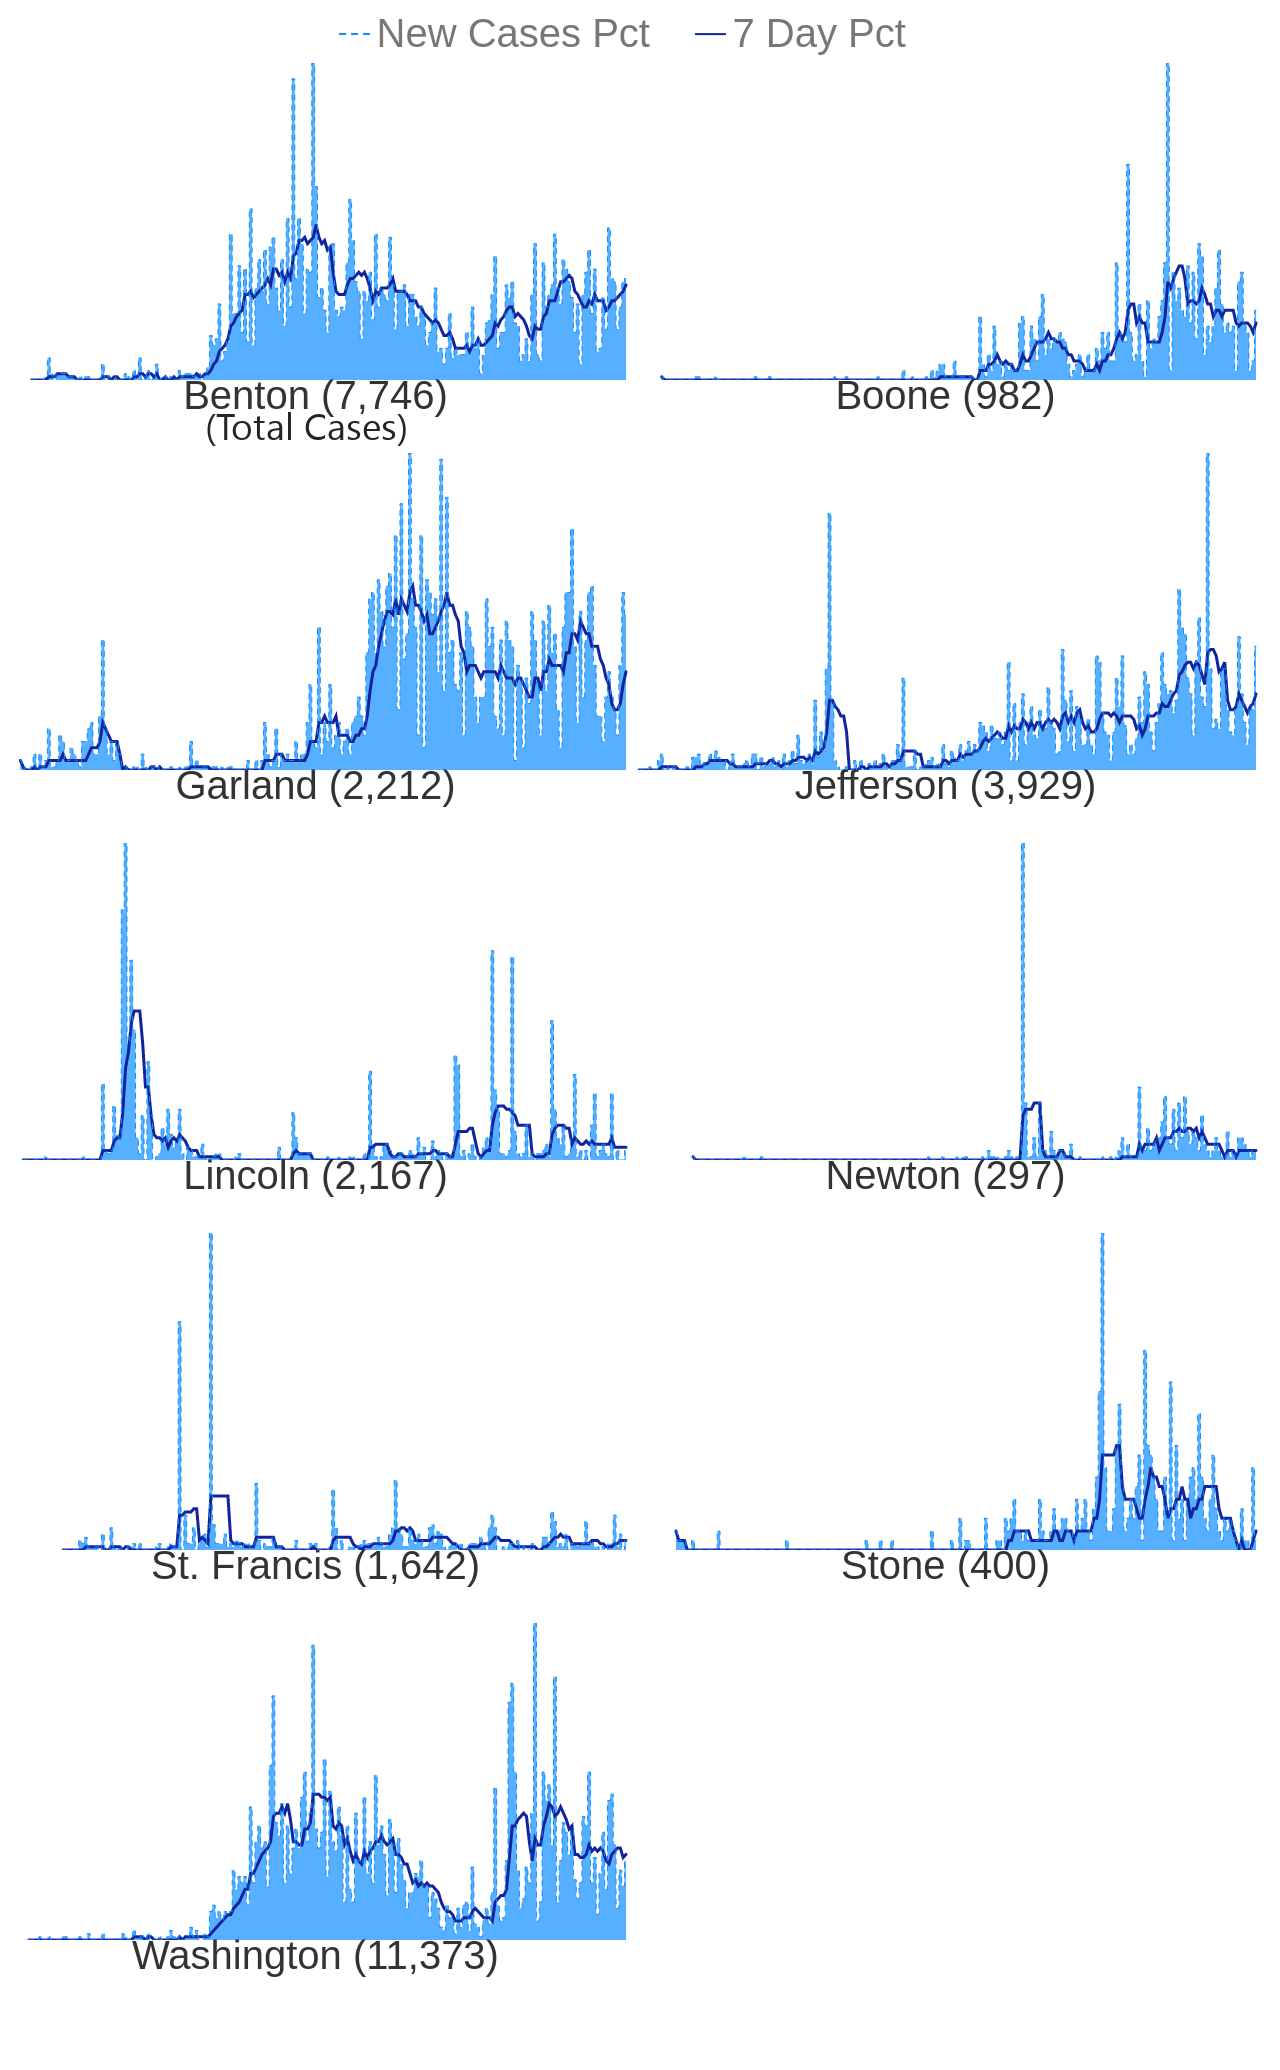 New Cases Pct 7 Day Pct
Benton (7,746) Boone (982)
(Total Cases)
Garland (2,212) Jefferson (3,929)
Lincoln (2,167) Newton (297)
St. Francis (1,642) Stone (400)
Washington (11,373)